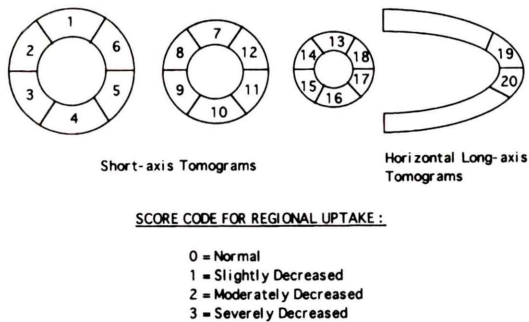 1
2
6
3
5
4
7
8
12
9
11
10
13
14
18
15
17
16
19
20
Short-axis Tomograms
Horizontal Long-axis
Tomograms
SCORE CODE FOR REGIONAL UPTAKE :
0 = Normal
1 = Slightly Decreased
2 = Moderately Decreased
3 = Severely Decreased